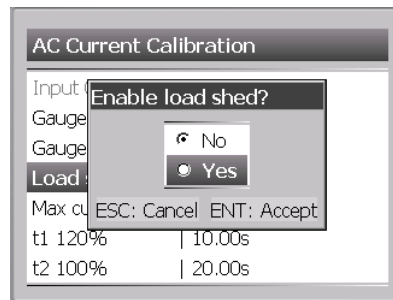 AC Current Calibration
Input
Enable load shed?
Gauge
No
Gauge
Yes
Load
Max cu
ESC: Cancel ENT: Accept
t1 120% | 10.00s
t2 100% | 20.00s